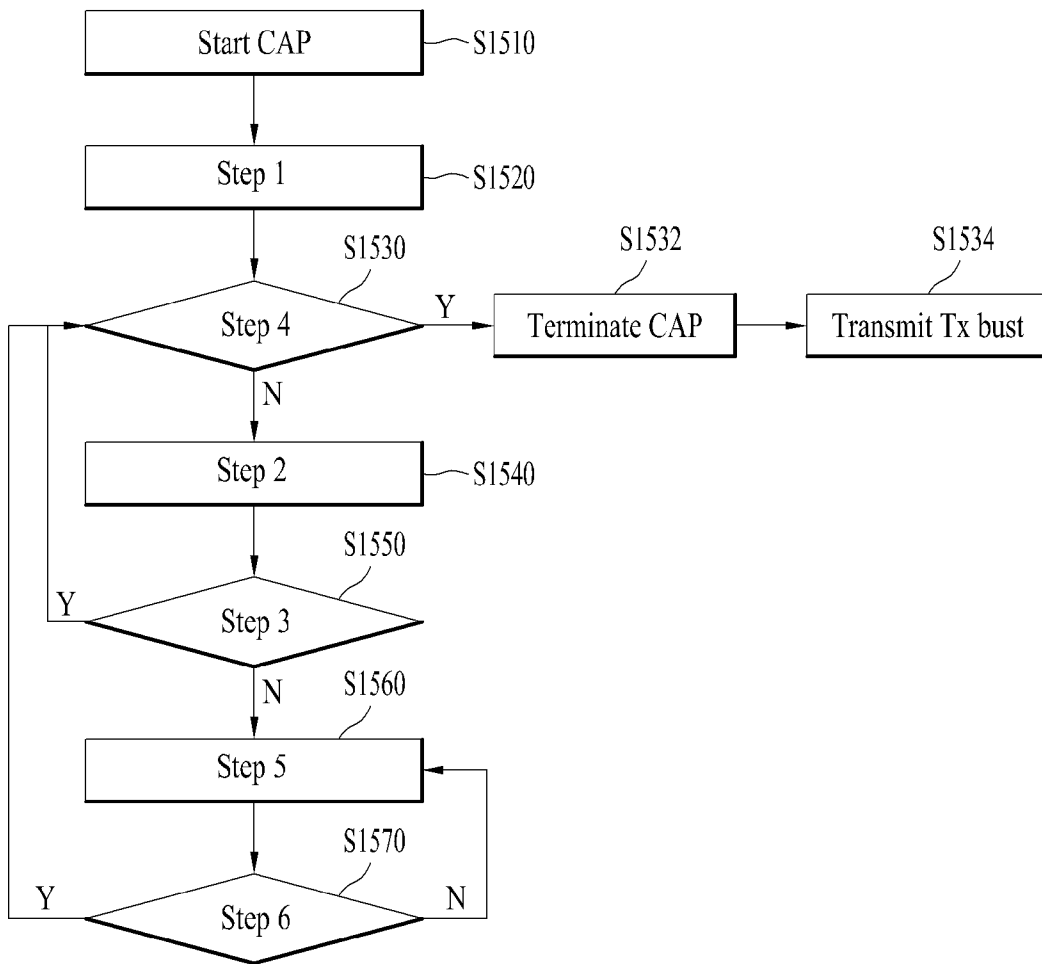 Start CAP
S1510
Step 1
S1520
S1530
Step 4
Y
S1532
Terminate CAP
S1534
Transmit Tx bust
N
Step 2
S1540
S1550
Y
Step 3
N
S1560
Step 5
S1570
Y
Step 6
N